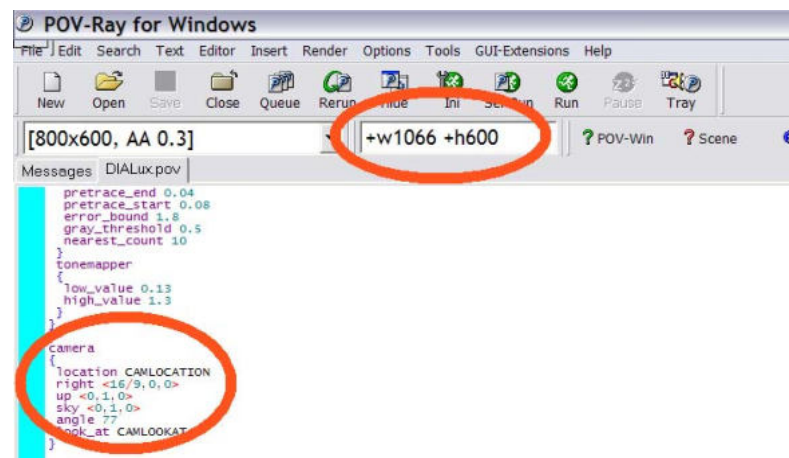 POV-Ray for Windows
File Edit Search Text Editor Insert Render Options Tools GUI-Extensions Help
New Open Save Close Queue Rerun Hide Ini Run Pause Tray
[800x600, AA 0.3] +w1066 +h600 ? POV-Win ? Scene
Messages DIALux.pov
pretrace_end 0.04
pretrace_start 0.08
error_bound 1.8
gray_threshold 0.5
nearest_count 10
}
tonemapper
{
low_value 0.13
high_value 1.3
}
}
camera
{
location CAMLOCATION
right <16/9,0,0>
up <0,1,0>
sky <0,1,0>
angle 77
look_at CAMLOOKAT
}